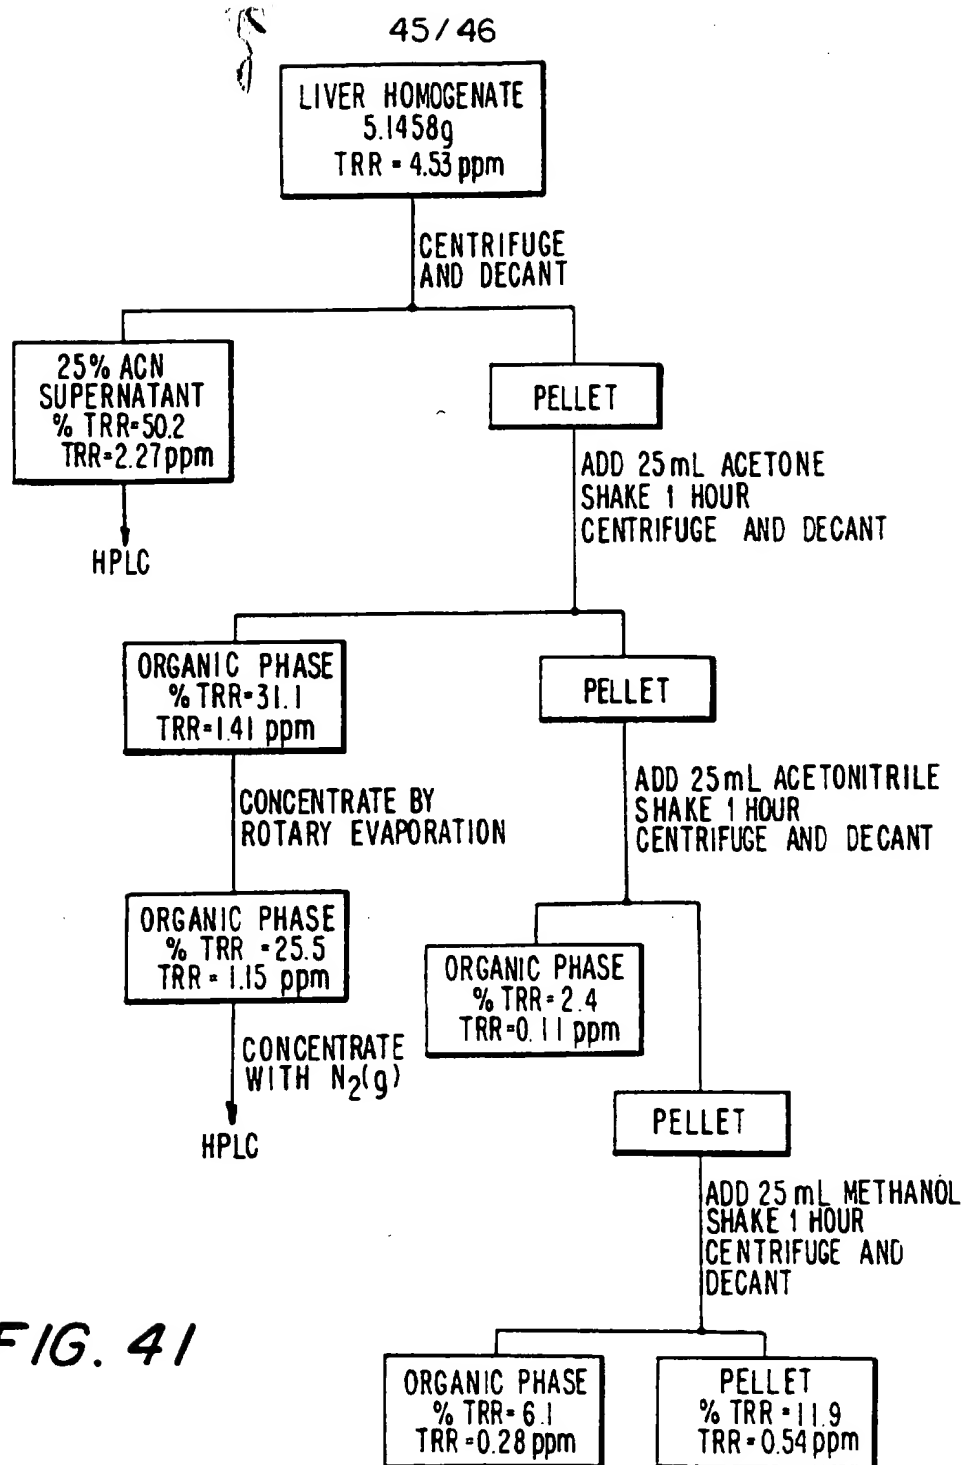 45/46
LIVER HOMOGENATE
5.1458g
TRR = 4.53 ppm
CENTRIFUGE
AND DECANT
25% ACN
SUPERNATANT
% TRR=50.2
TRR=2.27ppm
HPLC
PELLET
ADD 25mL ACETONE
SHAKE 1 HOUR
CENTRIFUGE AND DECANT
ORGANIC PHASE
% TRR=31.1
TRR=1.41 ppm
CONCENTRATE BY
ROTARY EVAPORATION
ORGANIC PHASE
% TRR =25.5
TRR = 1.15 ppm
CONCENTRATE
WITH N2(g)
HPLC
PELLET
ADD 25mL ACETONITRILE
SHAKE 1 HOUR
CENTRIFUGE AND DECANT
ORGANIC PHASE
% TRR=2.4
TRR=0.11 ppm
PELLET
ADD 25mL METHANOL
SHAKE 1 HOUR
CENTRIFUGE AND
DECANT
ORGANIC PHASE
% TRR=6.1
TRR=0.28 ppm
PELLET
% TRR=11.9
TRR=0.54ppm
FIG. 41